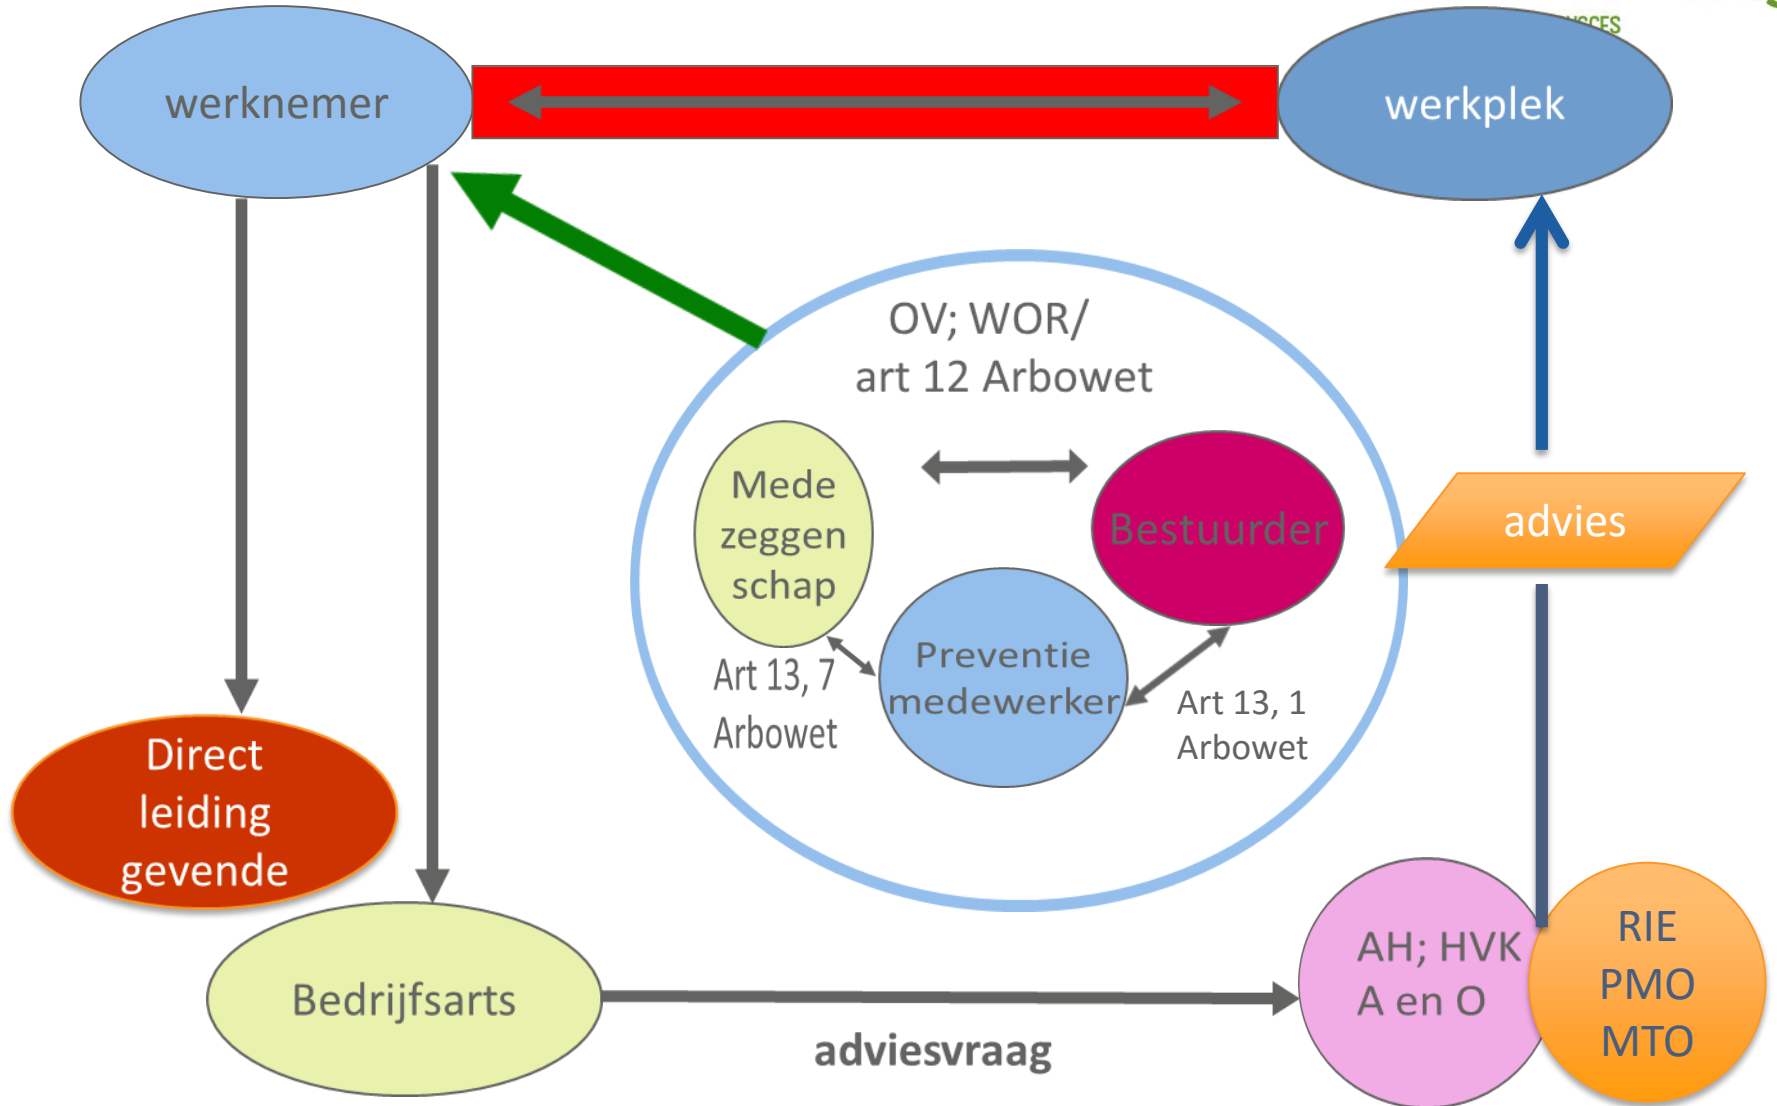 werknemer
werkplek
OV; WOR/
art 12 Arbowet
Mede
zeggen
schap
Bestuurder
advies
Preventie
medewerker
Art 13, 7
Arbowet
Art 13, 1
Arbowet
Direct
leiding
gevende
Bedrijfsarts
adviesvraag
AH; HVK
A en O
RIE
PMO
MTO